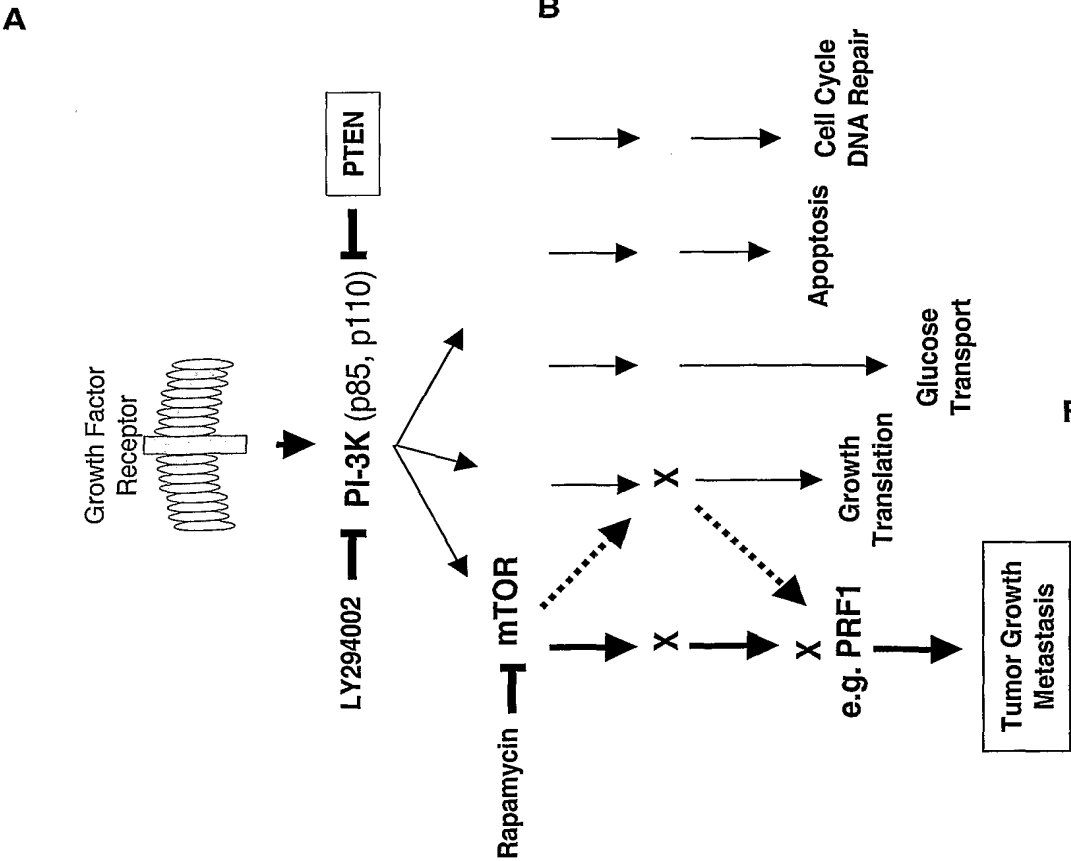 A
B
Growth Factor
Receptor
LY294002
PI-3K (p85, p110)
PTEN
Rapamycin
mTOR
X
X
X
e.g. PRF1
Growth
Translation
Glucose
Transport
Apoptosis
Cell Cycle
DNA Repair
Tumor Growth
Metastasis